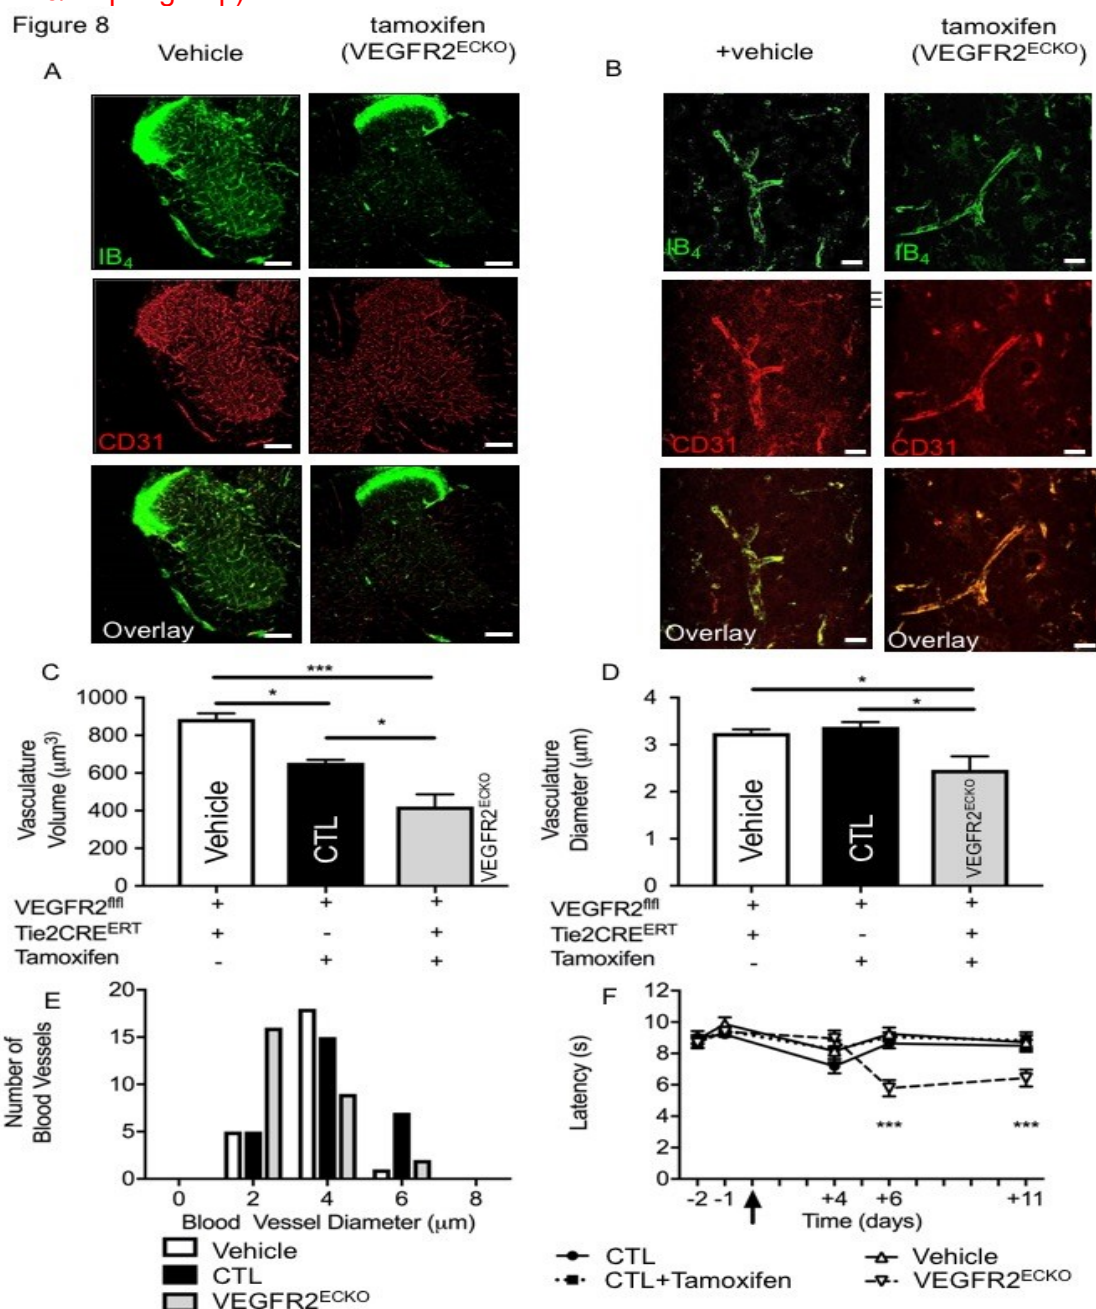 Figure 8
Vehicle
tamoxifen
(VEGFR2ECKO)
+vehicle
tamoxifen
(VEGFR2ECKO)
A
B
IB4
IB4
IB4
E
CD31
CD31
CD31
Overlay
Overlay
Overlay
C
***
*
*
1000
800
600
400
200
0
Vasculature
Volume (μm3)
Vehicle
CTL
VEGFR2ECKO
VEGFR2flfl + + +
Tie2CREERT + - +
Tamoxifen - + +
D
*
*
4
3
2
1
0
Vasculature
Diameter (μm)
Vehicle
CTL
VEGFR2ECKO
VEGFR2flfl + + +
Tie2CREERT + - +
Tamoxifen - + +
E
20
15
10
5
0
Number of
Blood Vessels
0 2 4 6 8
Blood Vessel Diameter (μm)
Vehicle
CTL
VEGFR2ECKO
F
12
10
8
6
4
2
0
Latency (s)
*** ***
-2 -1 +4 +6 +11
Time (days)
CTL
Vehicle
CTL+Tamoxifen
VEGFR2ECKO